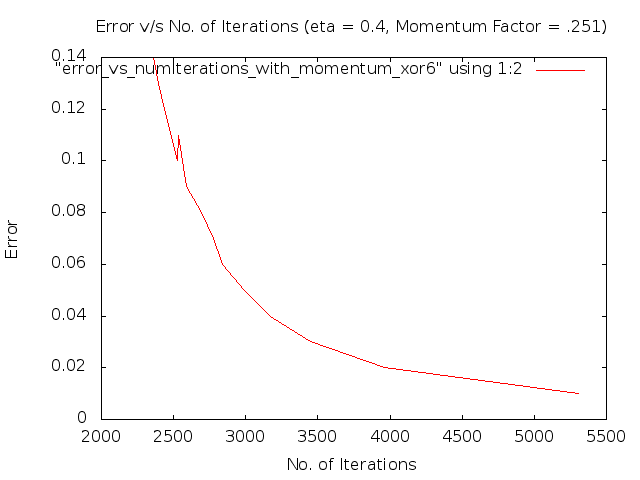 Error v/s No. of Iterations (eta = 0.4, Momentum Factor = .251)
0.14
"error_vs_numiterations_with_momentum_xor6" using 1:2
0.12
0.1
0.08
0.06
0.04
0.02
0
Error
2000 2500 3000 3500 4000 4500 5000 5500
No. of Iterations